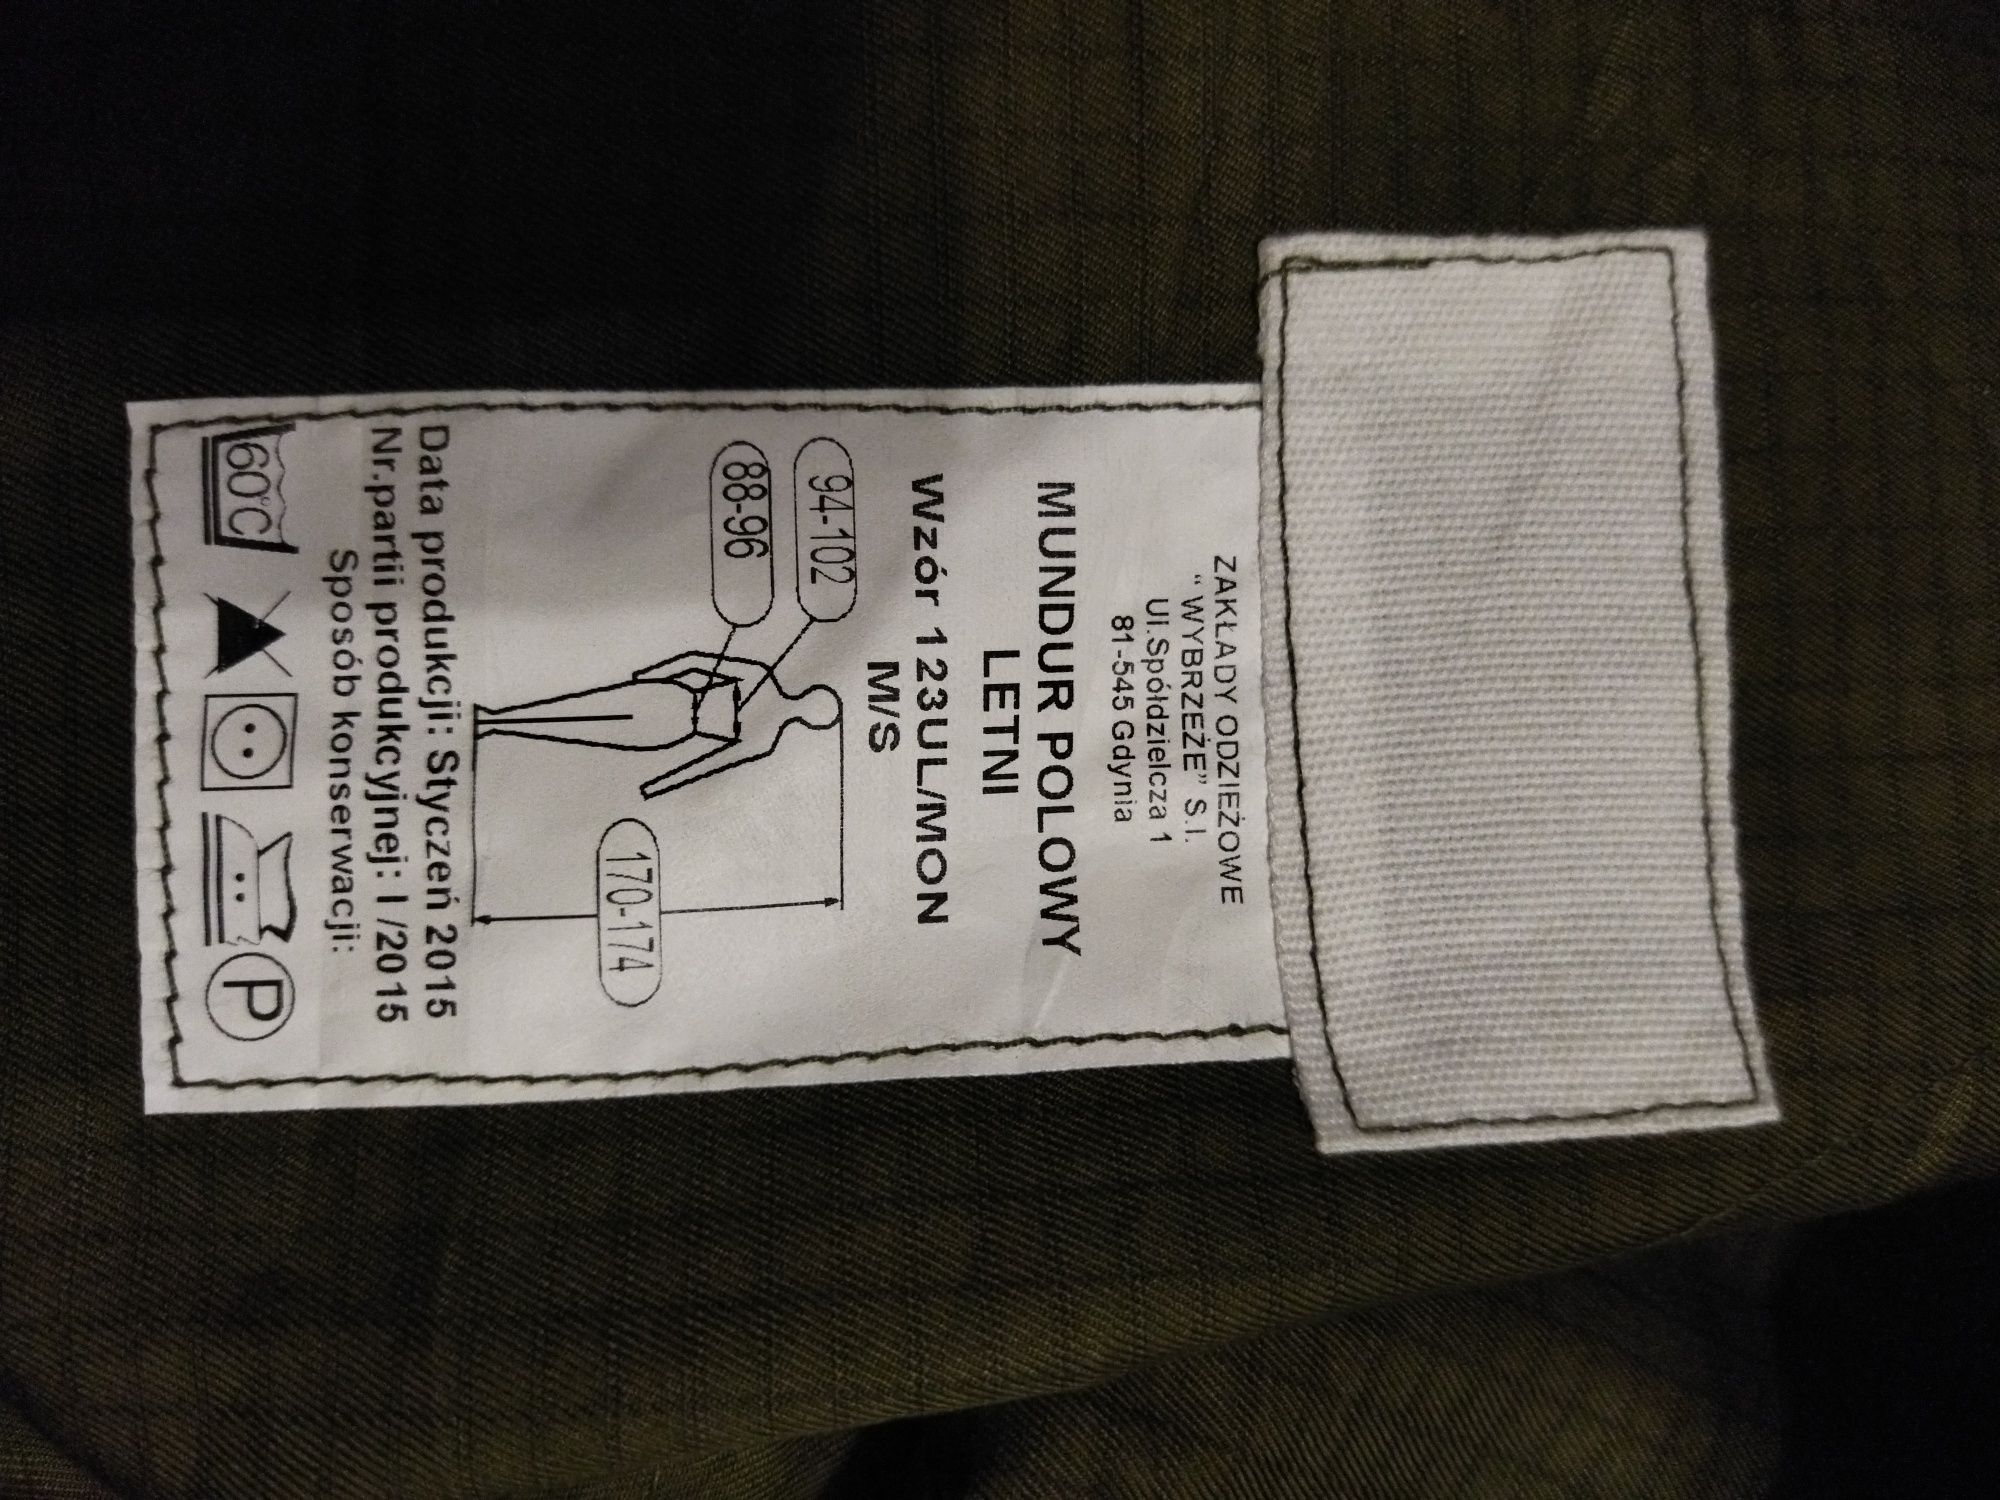 ZAKŁADY ODZIEŻOWE
“ WYBRZEŻE” S.I.
Ul.Spółdzielcza 1
81-545 Gdynia
MUNDUR POLOWY
LETNI
Wzór 123UL/MON
M/S
94-102
88-96
170-174
Data produkcji: Styczeń 2015
Nr.partii produkcyjnej: I /2015
Sposób konserwacji:
60°C P